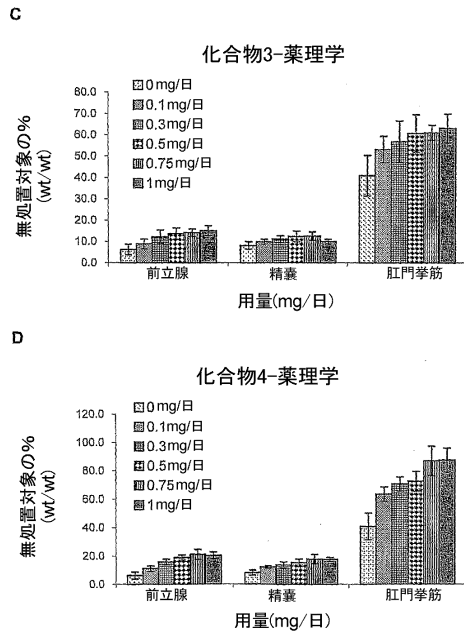 C
化合物3-薬理学
無処置対象の%
(wt/wt)
80.0
70.0
60.0
50.0
40.0
30.0
20.0
10.0
0.0
0mg/日
0.1mg/日
0.3mg/日
0.5mg/日
0.75mg/日
1mg/日
前立腺
精嚢
肛門挙筋
用量(mg/日)
D
化合物4-薬理学
無処置対象の%
(wt/wt)
120.0
100.0
80.0
60.0
40.0
20.0
0.0
0mg/日
0.1mg/日
0.3mg/日
0.5mg/日
0.75mg/日
1mg/日
前立腺
精嚢
肛門挙筋
用量(mg/日)